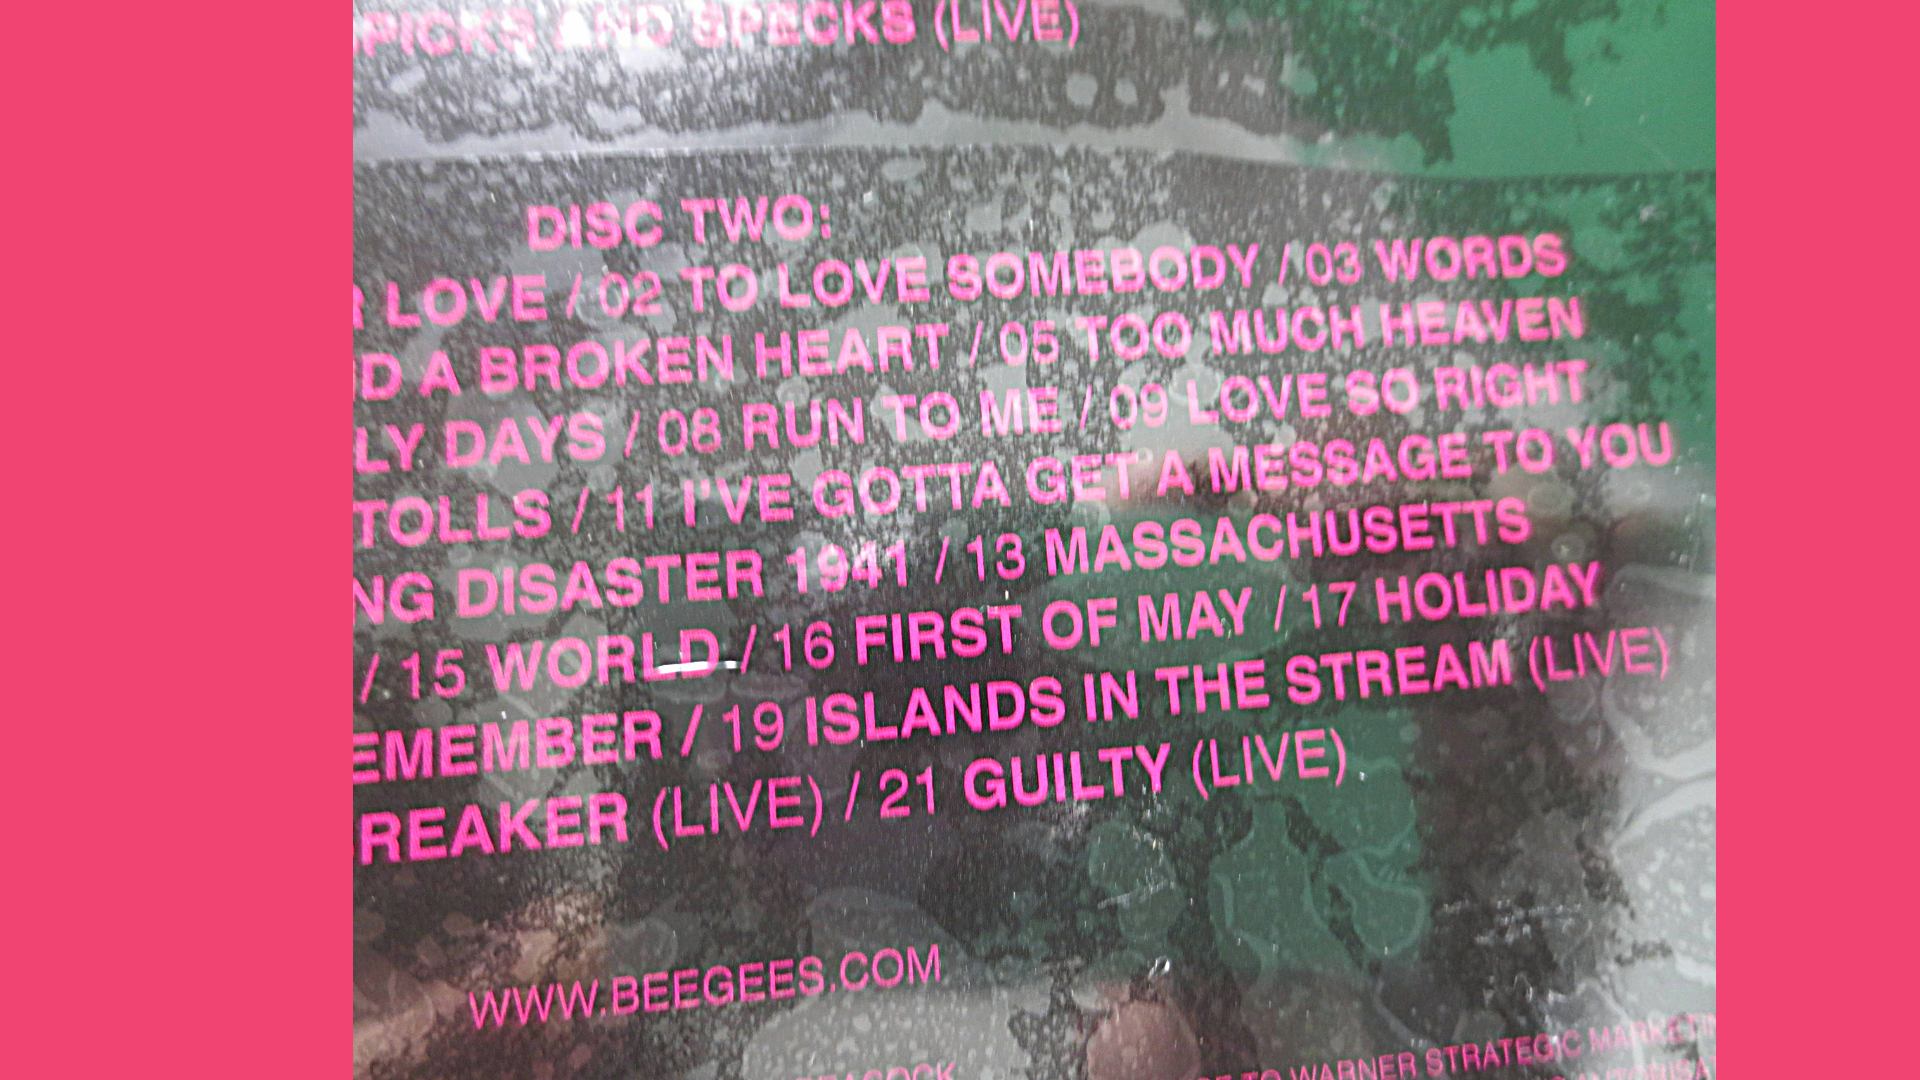 PICKS AND SPECKS (LIVE)
DISC TWO:
R LOVE / 02 TO LOVE SOMEBODY / 03 WORDS
D A BROKEN HEART / 05 TOO MUCH HEAVEN
LY DAYS / 08 RUN TO ME / 09 LOVE SO RIGHT
TOLLS / 11 I'VE GOTTA GET A MESSAGE TO YOU
NG DISASTER 1941 / 13 MASSACHUSETTS
/ 15 WORLD / 16 FIRST OF MAY / 17 HOLIDAY
EMEMBER / 19 ISLANDS IN THE STREAM (LIVE)
REAKER (LIVE) / 21 GUILTY (LIVE)
WWW.BEEGEES.COM
TO WARNER STRATEGIC